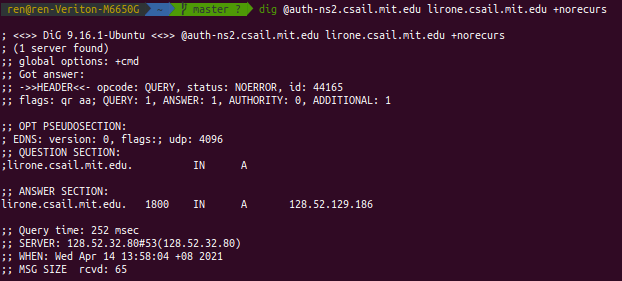 ren@ren-Veriton-M6650G ~ master ? dig @auth-ns2.csail.mit.edu lirone.csail.mit.edu +norecurs
; <<>> DiG 9.16.1-Ubuntu <<>> @auth-ns2.csail.mit.edu lirone.csail.mit.edu +norecurs
; (1 server found)
;; global options: +cmd
;; Got answer:
;; ->>HEADER<<- opcode: QUERY, status: NOERROR, id: 44165
;; flags: qr aa; QUERY: 1, ANSWER: 1, AUTHORITY: 0, ADDITIONAL: 1
;; OPT PSEUDOSECTION:
; EDNS: version: 0, flags:; udp: 4096
;; QUESTION SECTION:
;lirone.csail.mit.edu. IN A
;; ANSWER SECTION:
lirone.csail.mit.edu. 1800 IN A 128.52.129.186
;; Query time: 252 msec
;; SERVER: 128.52.32.80#53(128.52.32.80)
;; WHEN: Wed Apr 14 13:58:04 +08 2021
;; MSG SIZE rcvd: 65